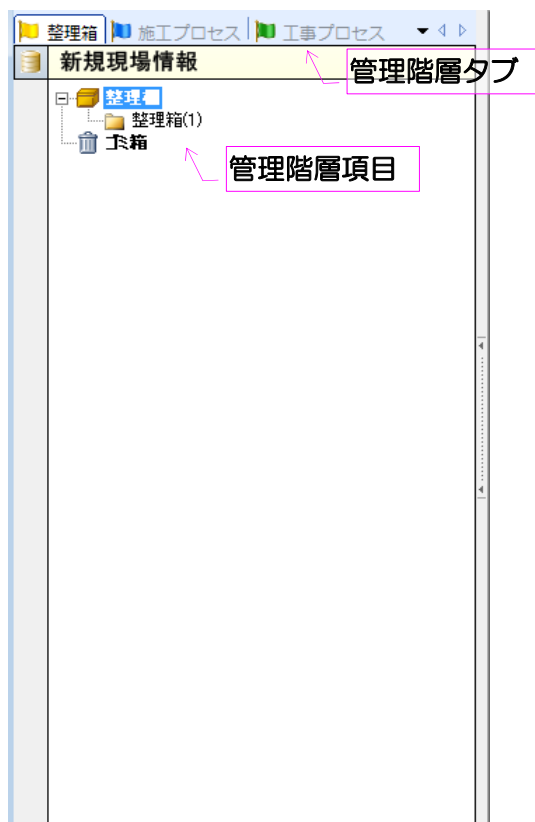 整理箱 施工プロセス 工事プロセス
新規現場情報
管理階層タブ
整理箱
整理箱(1)
ゴミ箱
管理階層項目